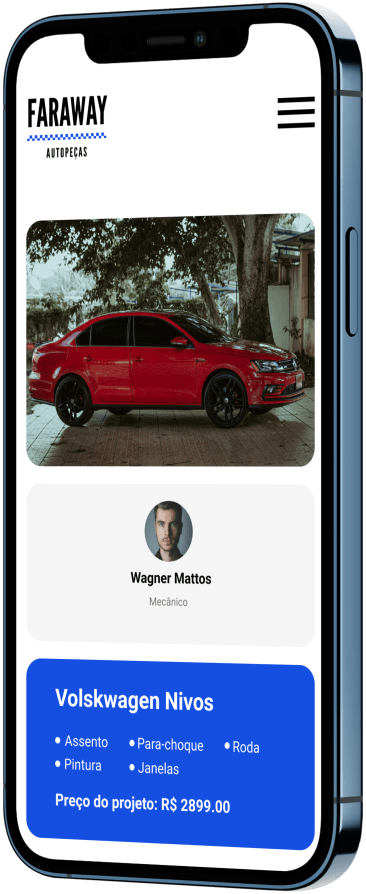 FARAWAY
AUTOPEÇAS
Wagner Mattos
Mecânico
Volskwagen Nivos
Assento Para-choque Roda
Pintura Janelas
Preço do projeto: R$ 2899.00